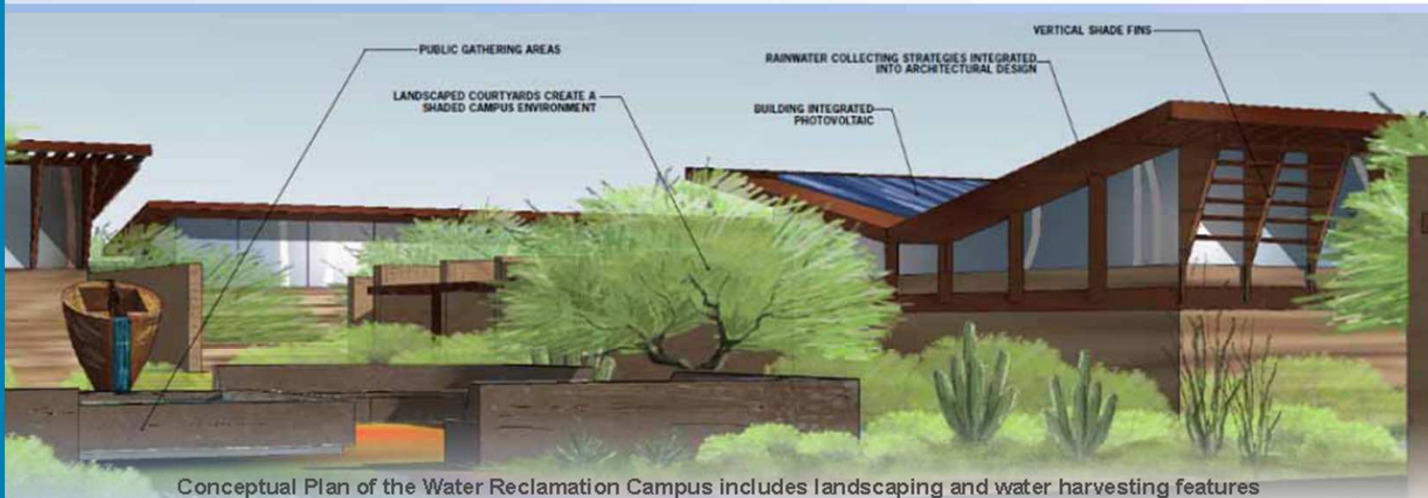 PUBLIC GATHERING AREAS
LANDSCAPED COURTYARDS CREATE A
SHADED CAMPUS ENVIRONMENT
VERTICAL SHADE FINS
RAINWATER COLLECTING STRATEGIES INTEGRATED
INTO ARCHITECTURAL DESIGN
BUILDING INTEGRATED
PHOTOVOLTAIC
Conceptual Plan of the Water Reclamation Campus includes landscaping and water harvesting features